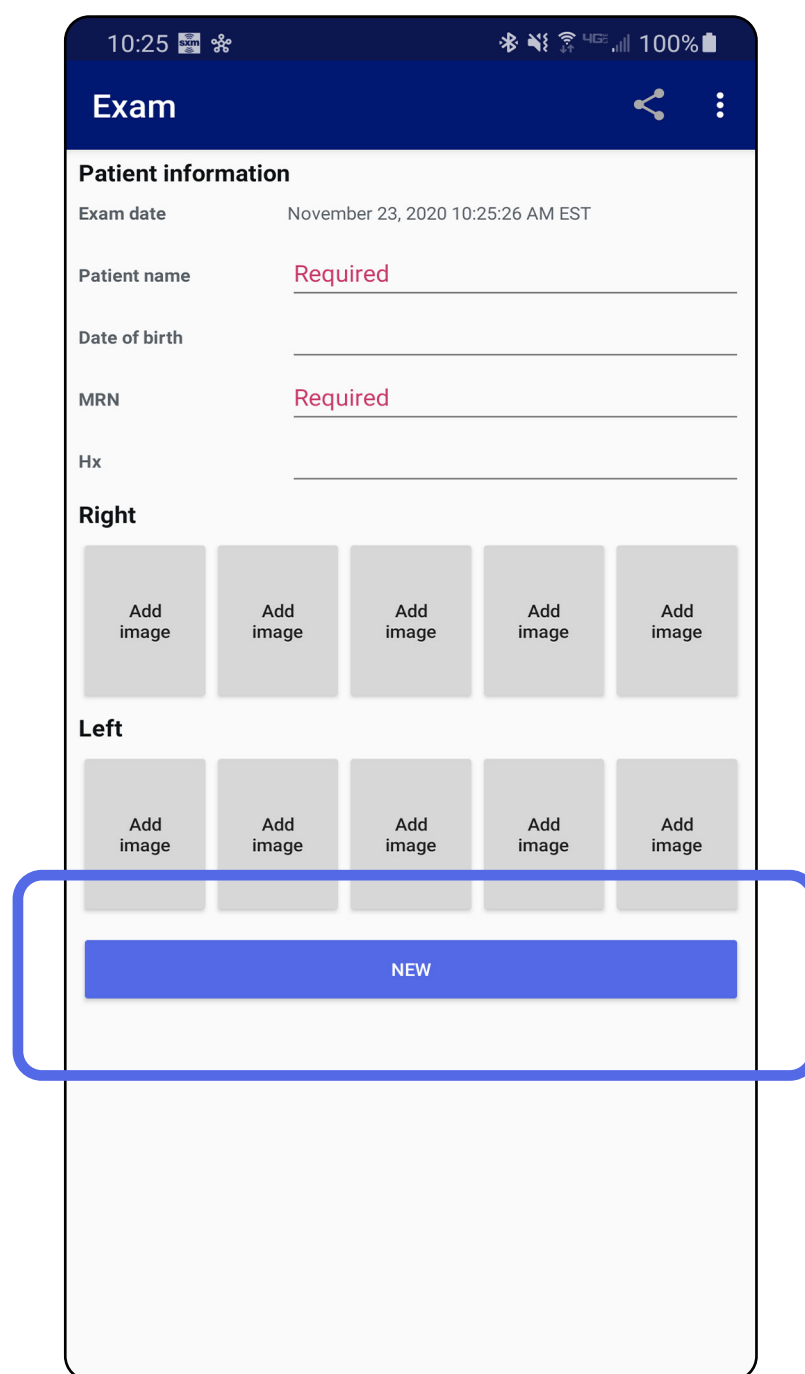 10:25 sxm 4GE 100%
Exam
Patient information
Exam date November 23, 2020 10:25:26 AM EST
Patient name Required
Date of birth
MRN Required
Hx
Right
Add image Add image Add image Add image Add image
Left
Add image Add image Add image Add image Add image
NEW